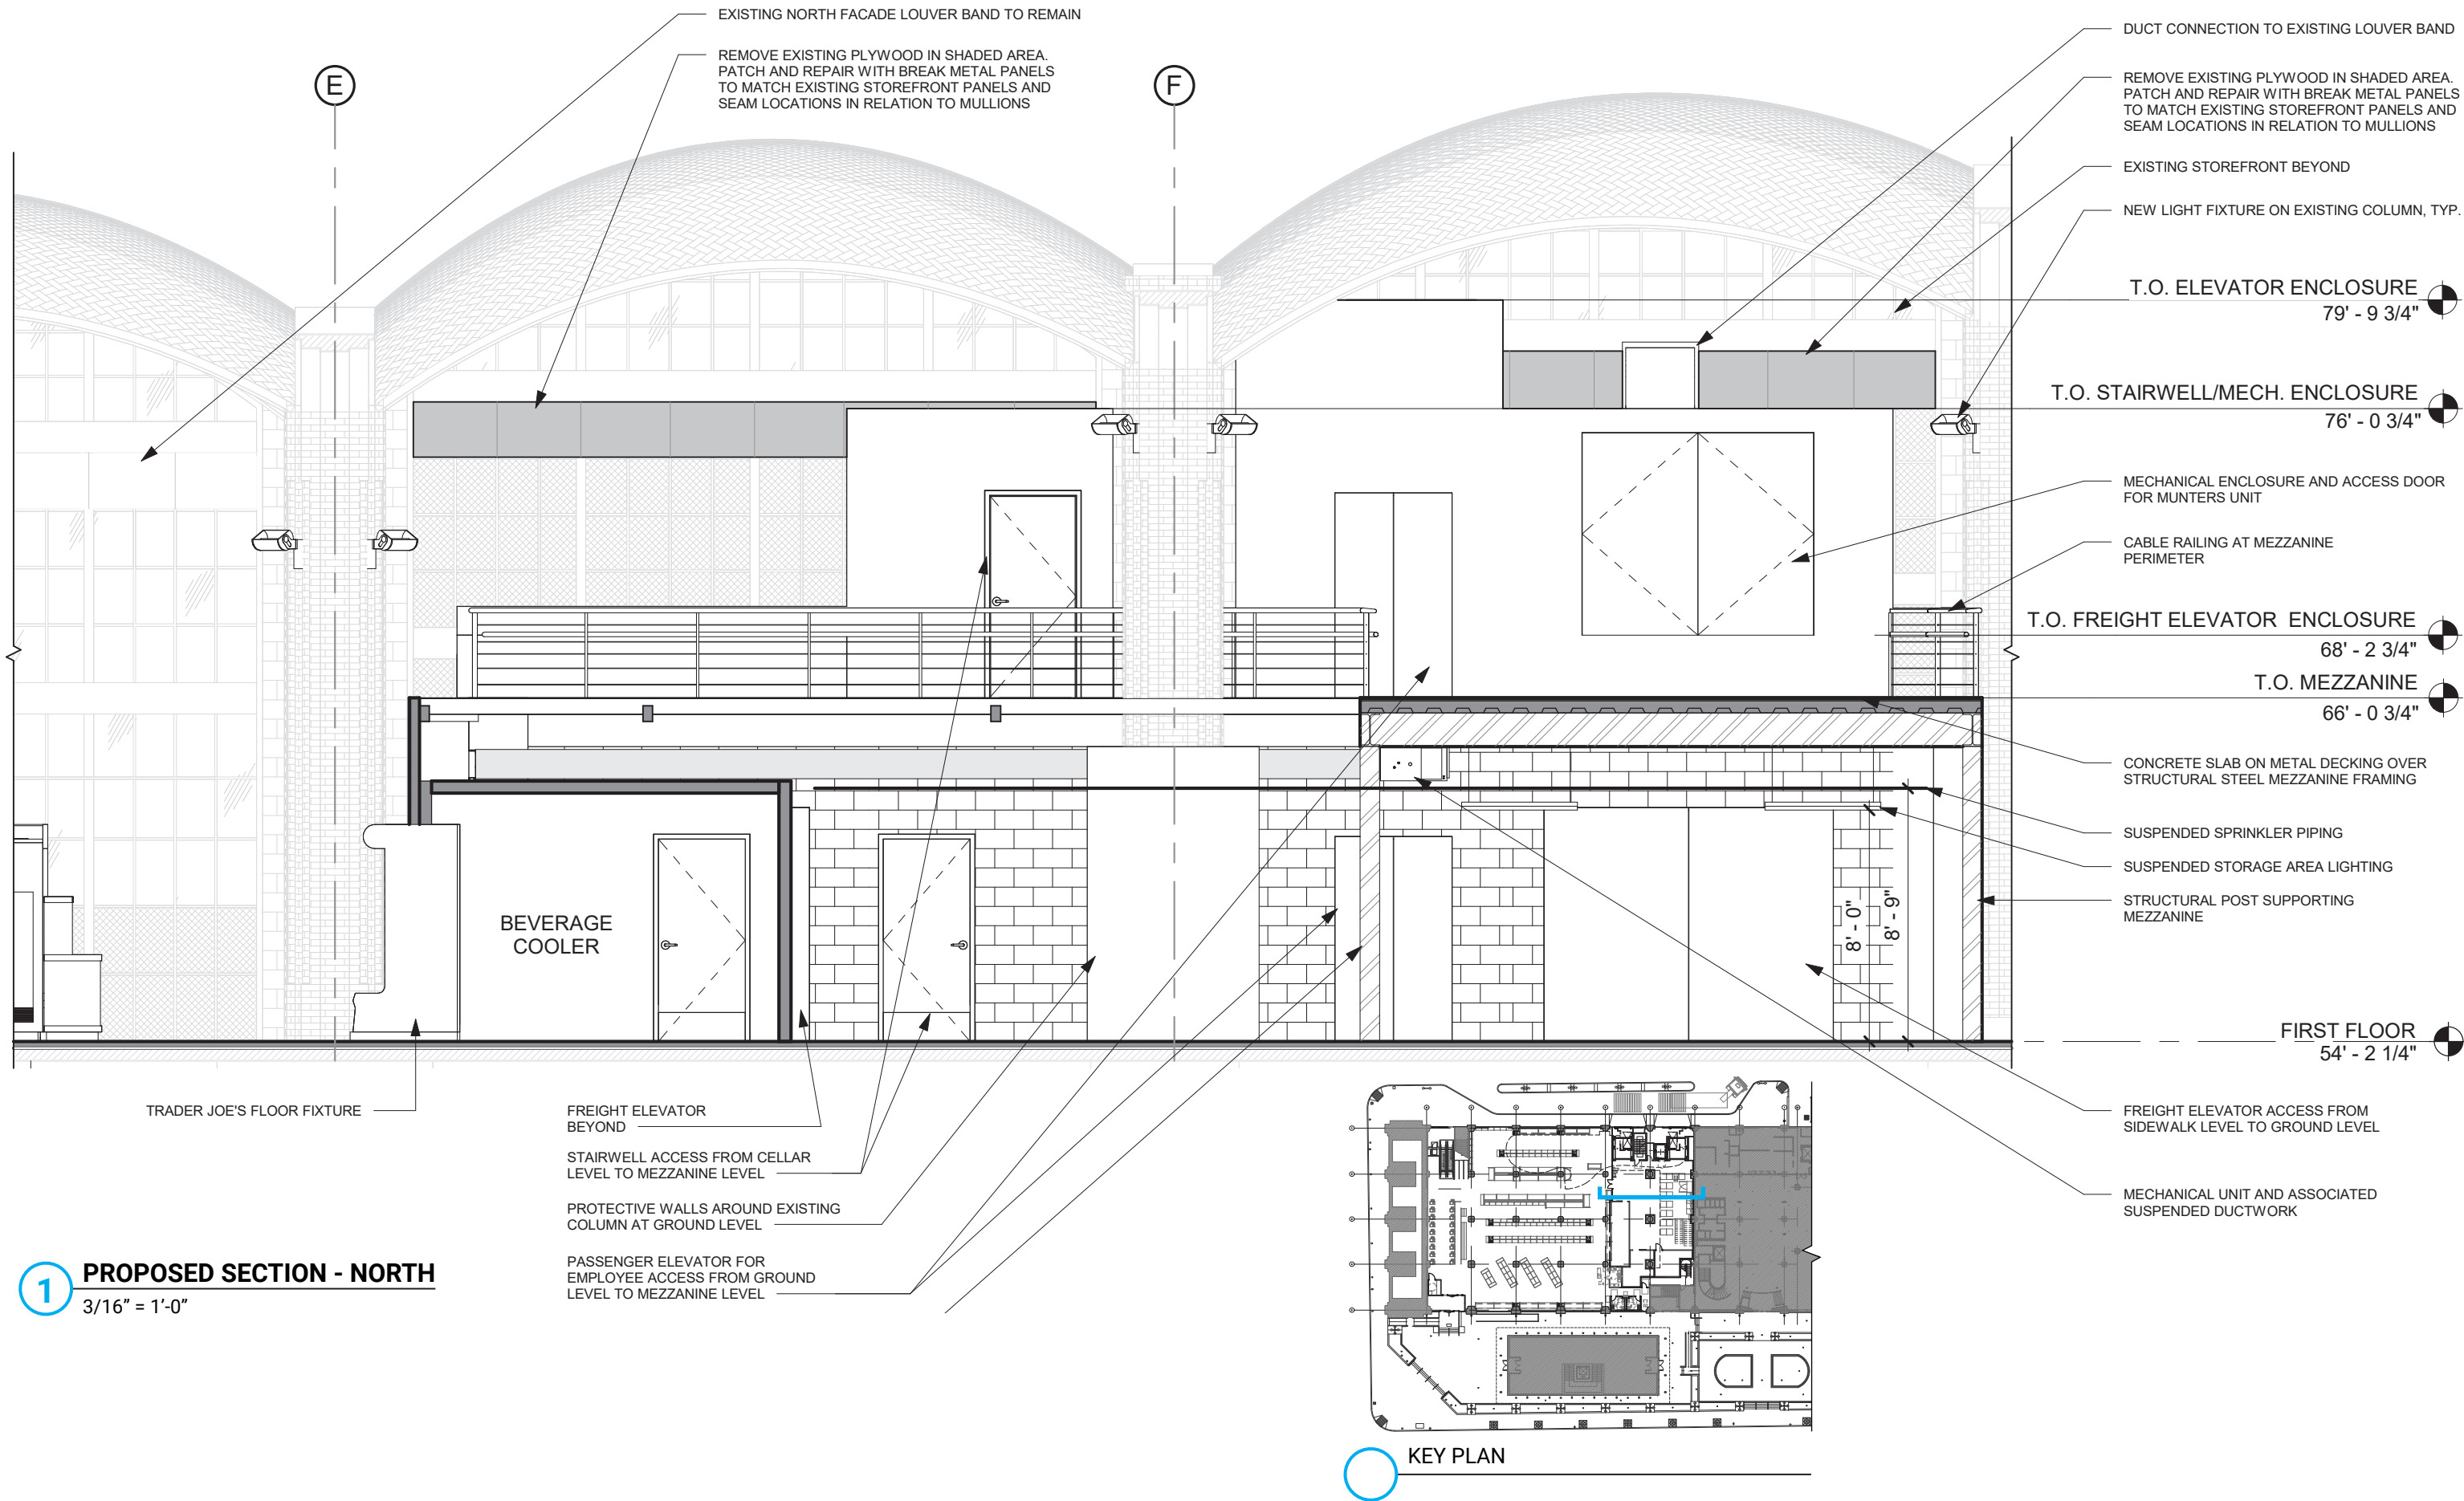 EXISTING NORTH FACADE LOUVER BAND TO REMAIN
REMOVE EXISTING PLYWOOD IN SHADED AREA.
PATCH AND REPAIR WITH BREAK METAL PANELS
TO MATCH EXISTING STOREFRONT PANELS AND
SEAM LOCATIONS IN RELATION TO MULLIONS
E
F
DUCT CONNECTION TO EXISTING LOUVER BAND
REMOVE EXISTING PLYWOOD IN SHADED AREA.
PATCH AND REPAIR WITH BREAK METAL PANELS
TO MATCH EXISTING STOREFRONT PANELS AND
SEAM LOCATIONS IN RELATION TO MULLIONS
EXISTING STOREFRONT BEYOND
NEW LIGHT FIXTURE ON EXISTING COLUMN, TYP.
T.O. ELEVATOR ENCLOSURE
79' - 9 3/4"
T.O. STAIRWELL/MECH. ENCLOSURE
76' - 0 3/4"
MECHANICAL ENCLOSURE AND ACCESS DOOR
FOR MUNTERS UNIT
CABLE RAILING AT MEZZANINE
PERIMETER
T.O. FREIGHT ELEVATOR ENCLOSURE
68' - 2 3/4"
T.O. MEZZANINE
66' - 0 3/4"
CONCRETE SLAB ON METAL DECKING OVER
STRUCTURAL STEEL MEZZANINE FRAMING
SUSPENDED SPRINKLER PIPING
SUSPENDED STORAGE AREA LIGHTING
STRUCTURAL POST SUPPORTING
MEZZANINE
BEVERAGE
COOLER
8' - 0"
8' - 9"
FIRST FLOOR
54' - 2 1/4"
TRADER JOE'S FLOOR FIXTURE
FREIGHT ELEVATOR
BEYOND
STAIRWELL ACCESS FROM CELLAR
LEVEL TO MEZZANINE LEVEL
PROTECTIVE WALLS AROUND EXISTING
COLUMN AT GROUND LEVEL
PASSENGER ELEVATOR FOR
EMPLOYEE ACCESS FROM GROUND
LEVEL TO MEZZANINE LEVEL
FREIGHT ELEVATOR ACCESS FROM
SIDEWALK LEVEL TO GROUND LEVEL
MECHANICAL UNIT AND ASSOCIATED
SUSPENDED DUCTWORK
1 PROPOSED SECTION - NORTH
3/16” = 1’-0”
KEY PLAN